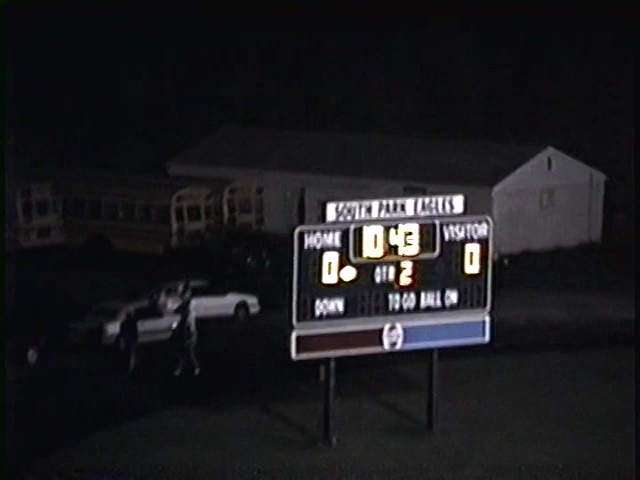 SOUTH PARK EAGLES
HOME 10 43 VISITOR
0 QTR 2 0
DOWN TO GO BALL ON